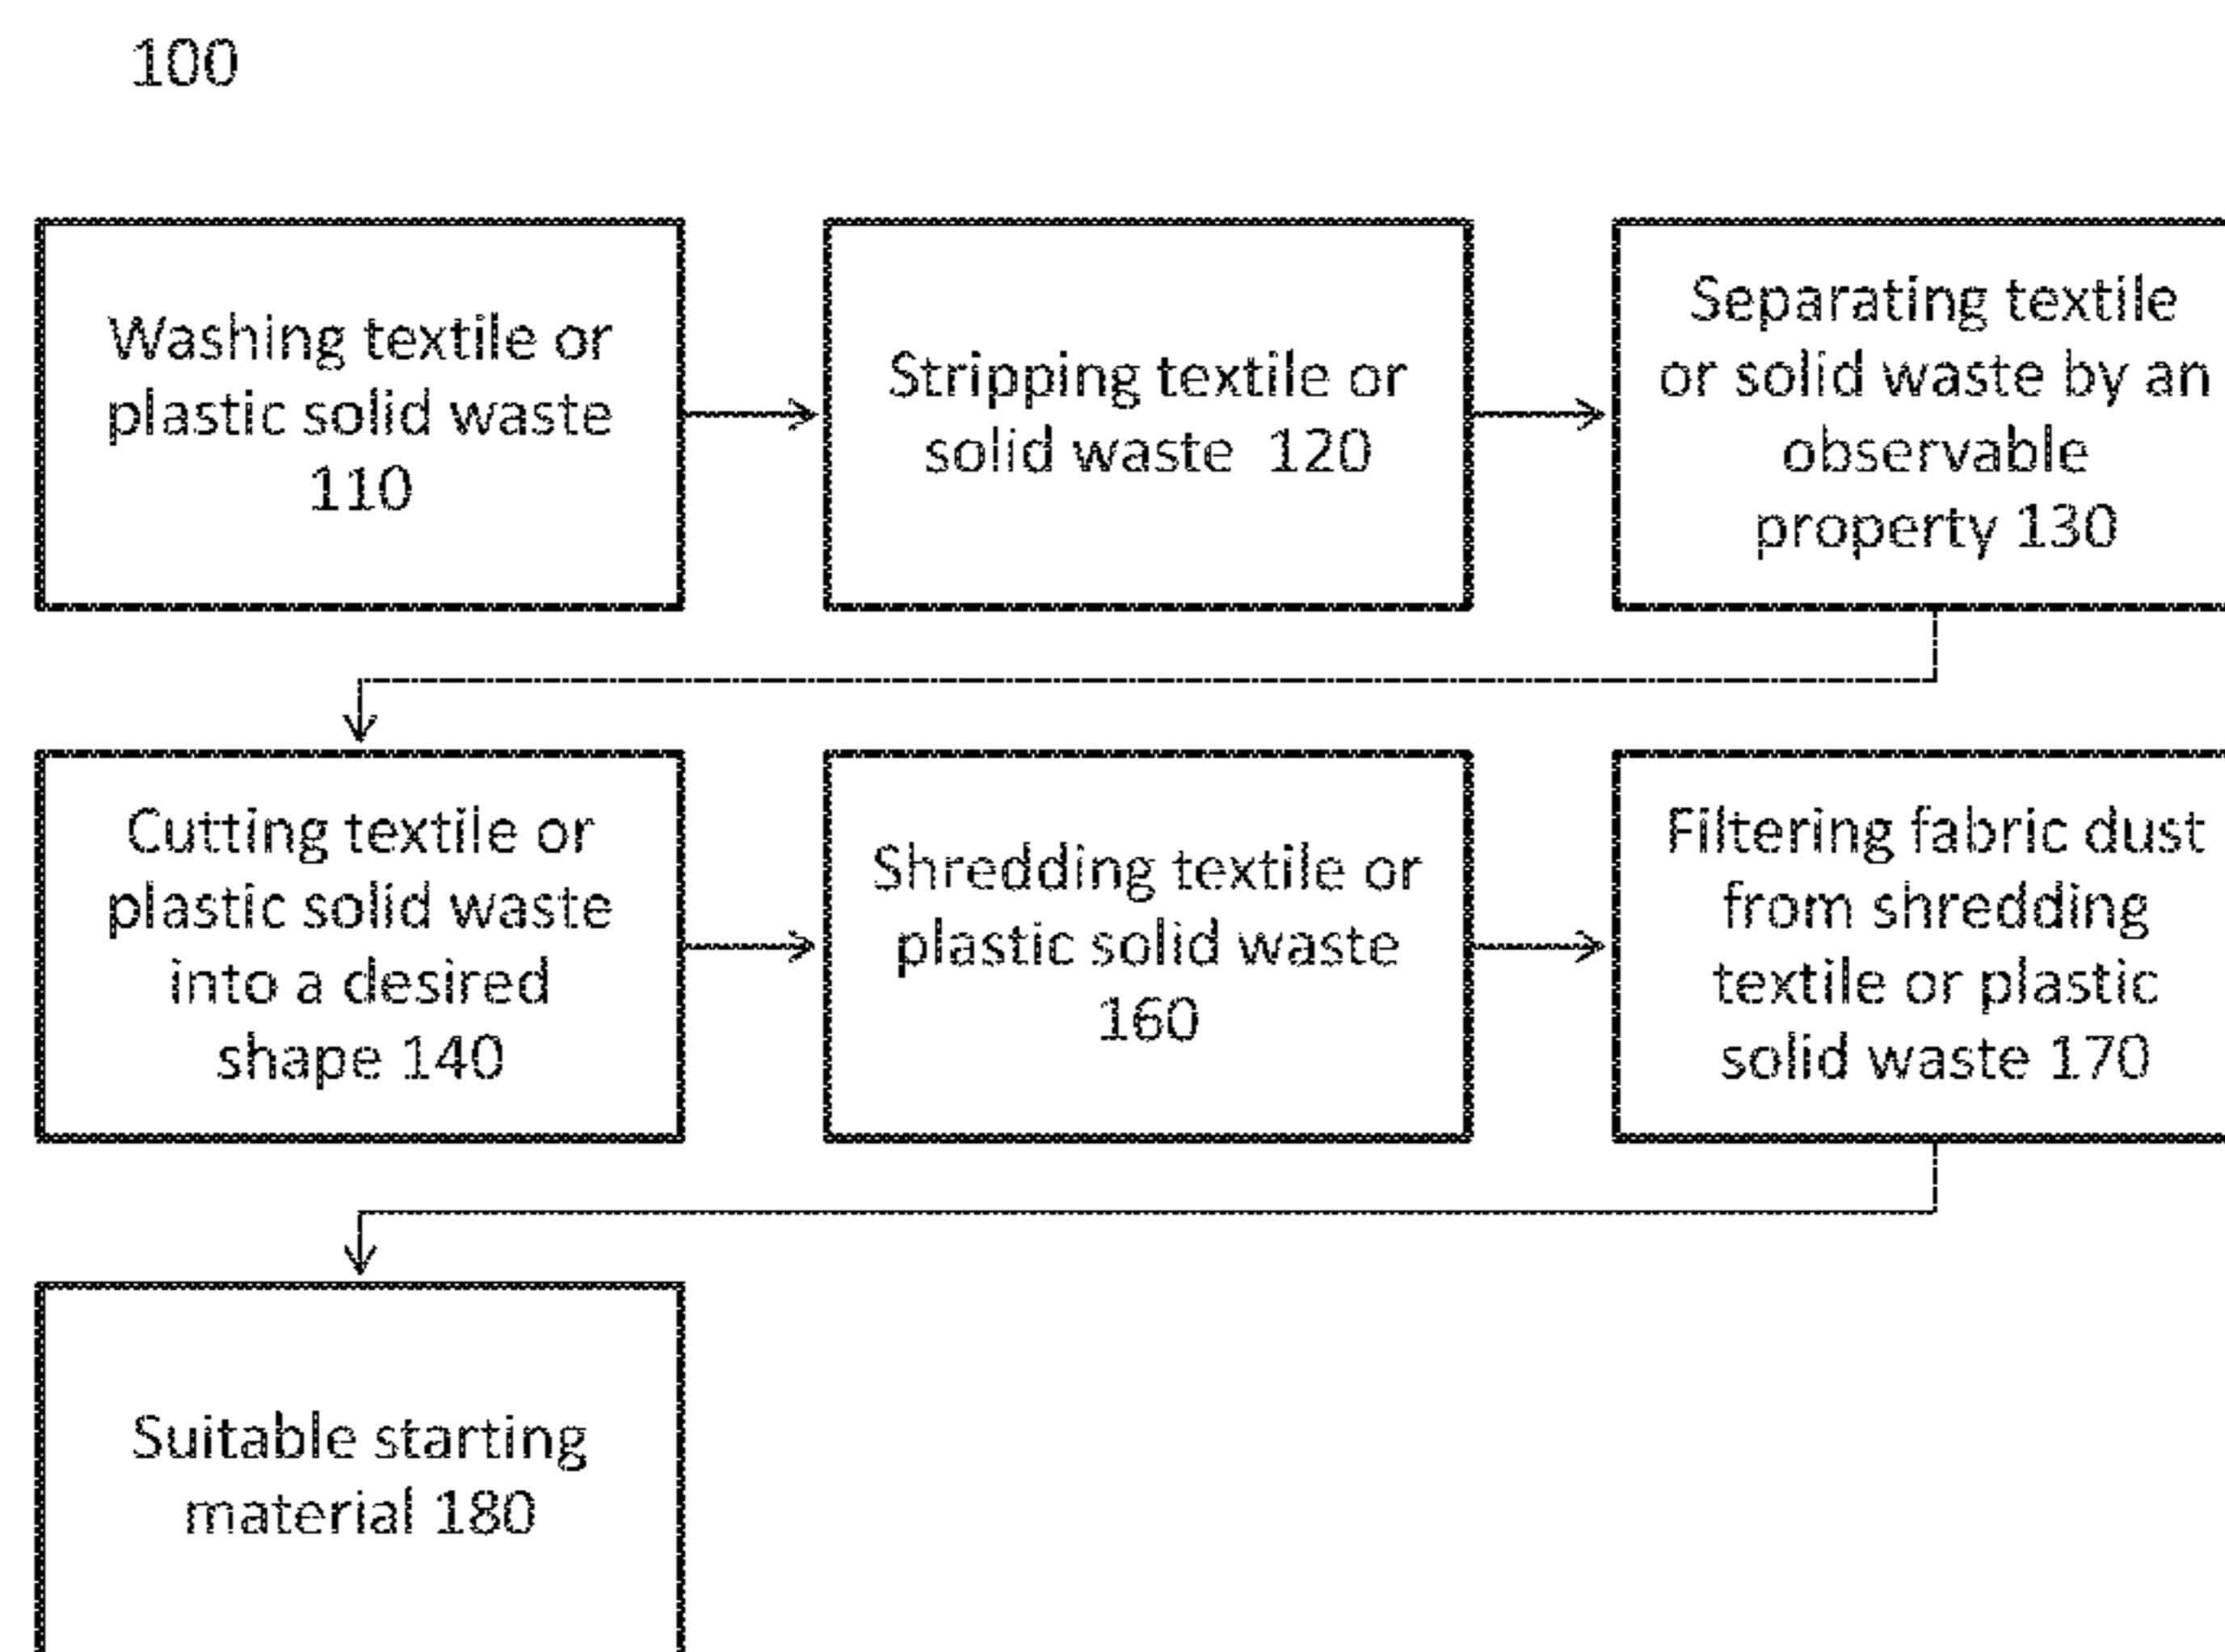 100
Washing textile or
plastic solid waste
110
Stripping textile or
solid waste 120
Separating textile
or solid waste by an
observable
property 130
Cutting textile or
plastic solid waste
into a desired
shape 140
Shredding textile or
plastic solid waste
160
Filtering fabric dust
from shredding
textile or plastic
solid waste 170
Suitable starting
material 180